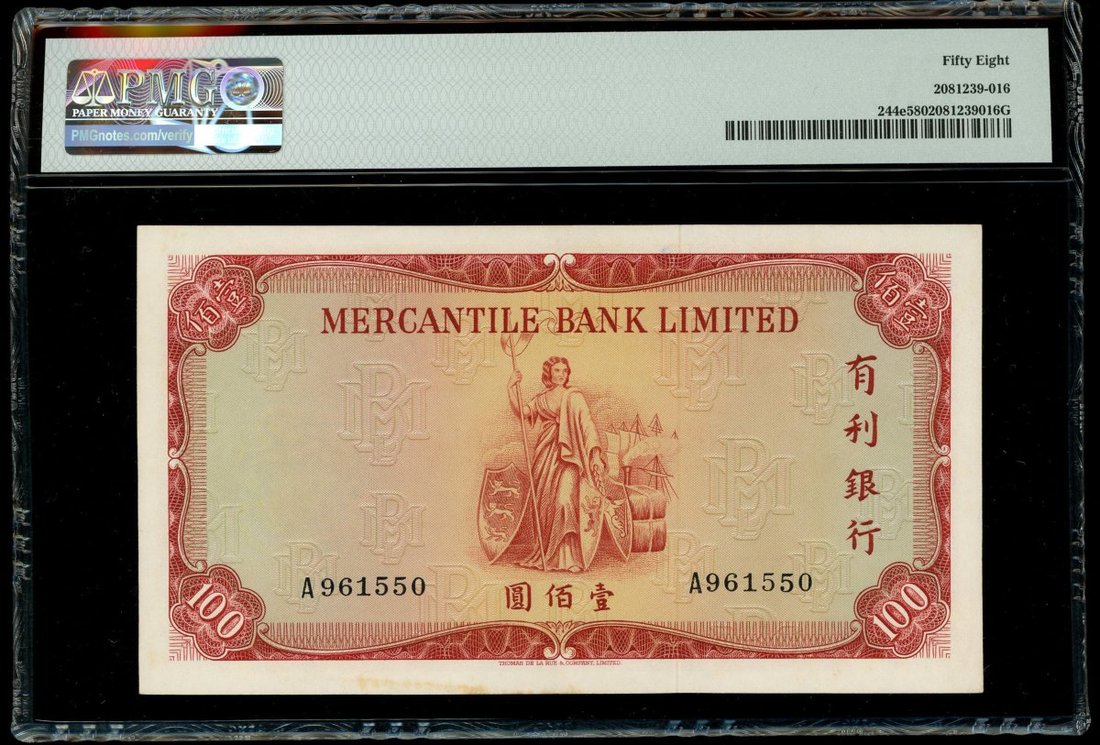 PMG
PAPER MONEY GUARANTY
PMGnotes.com/verify
Fifty Eight
2081239-016
244e5802081239016G
佰壹
佰壹
MERCANTILE BANK LIMITED
有利銀行
A961550
A961550
圓佰壹
100
100
THOMAS DE LA RUE & COMPANY, LIMITED.